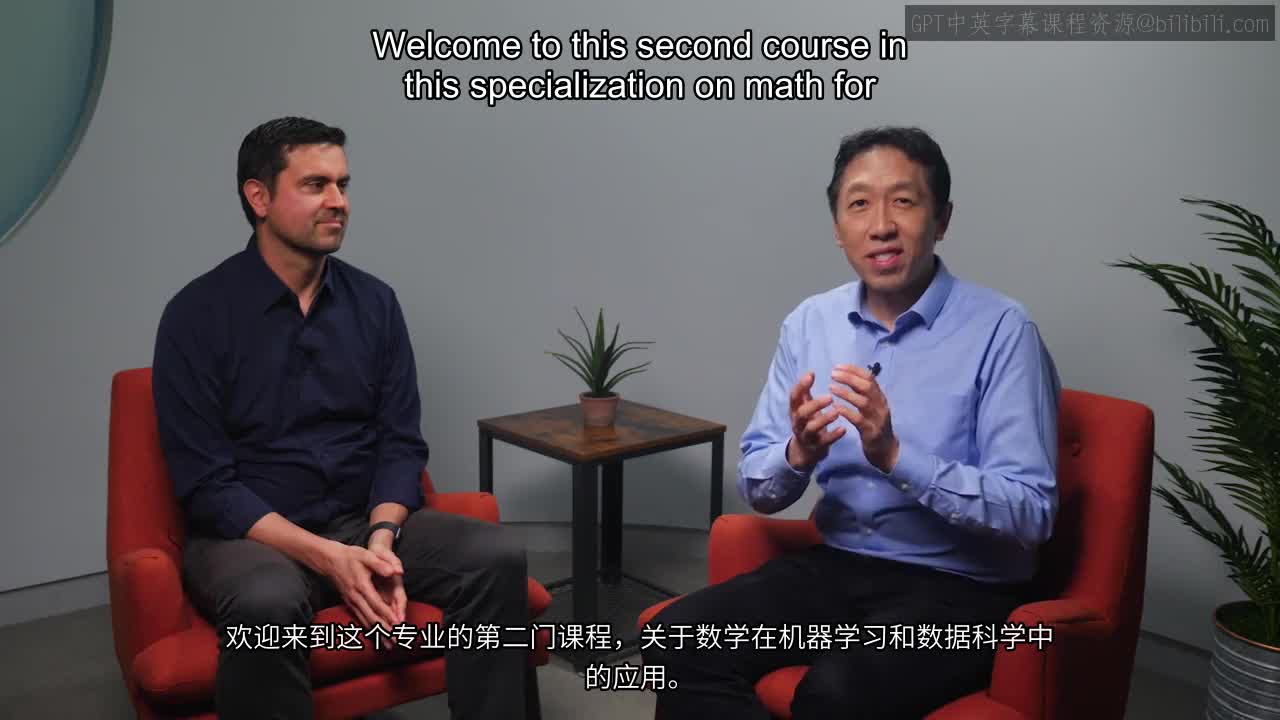 GPT中英字幕课程资源@bilibili.com
Welcome to this second course in
this specialization on math for
欢迎来到这个专业的第二门课程，关于数学在机器学习和数据科学中
的应用。